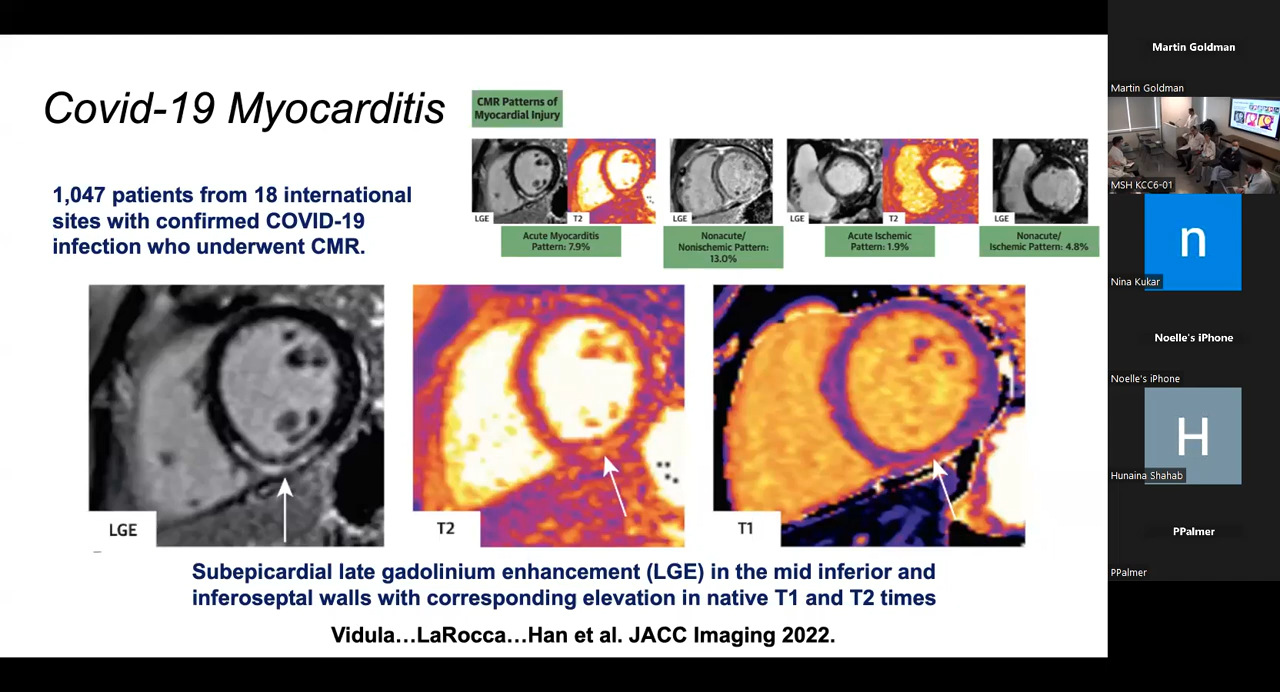 Covid-19 Myocarditis
1,047 patients from 18 international
sites with confirmed COVID-19
infection who underwent CMR.
CMR Patterns of
Myocardial Injury
LGE
T2
LGE
LGE
T2
LGE
Acute Myocarditis
Pattern: 7.9%
Nonacute/
Nonischemic Pattern:
13.0%
Acute Ischemic
Pattern: 1.9%
Nonacute/
Ischemic Pattern: 4.8%
LGE
T2
T1
Subepicardial late gadolinium enhancement (LGE) in the mid inferior and
inferoseptal walls with corresponding elevation in native T1 and T2 times
Vidula...LaRocca...Han et al. JACC Imaging 2022.
Martin Goldman
Martin Goldman
MSH KCC6-01
n
Nina Kukar
Noelle's iPhone
Noelle's iPhone
H
Hunaina Shahab
PPalmer
PPalmer